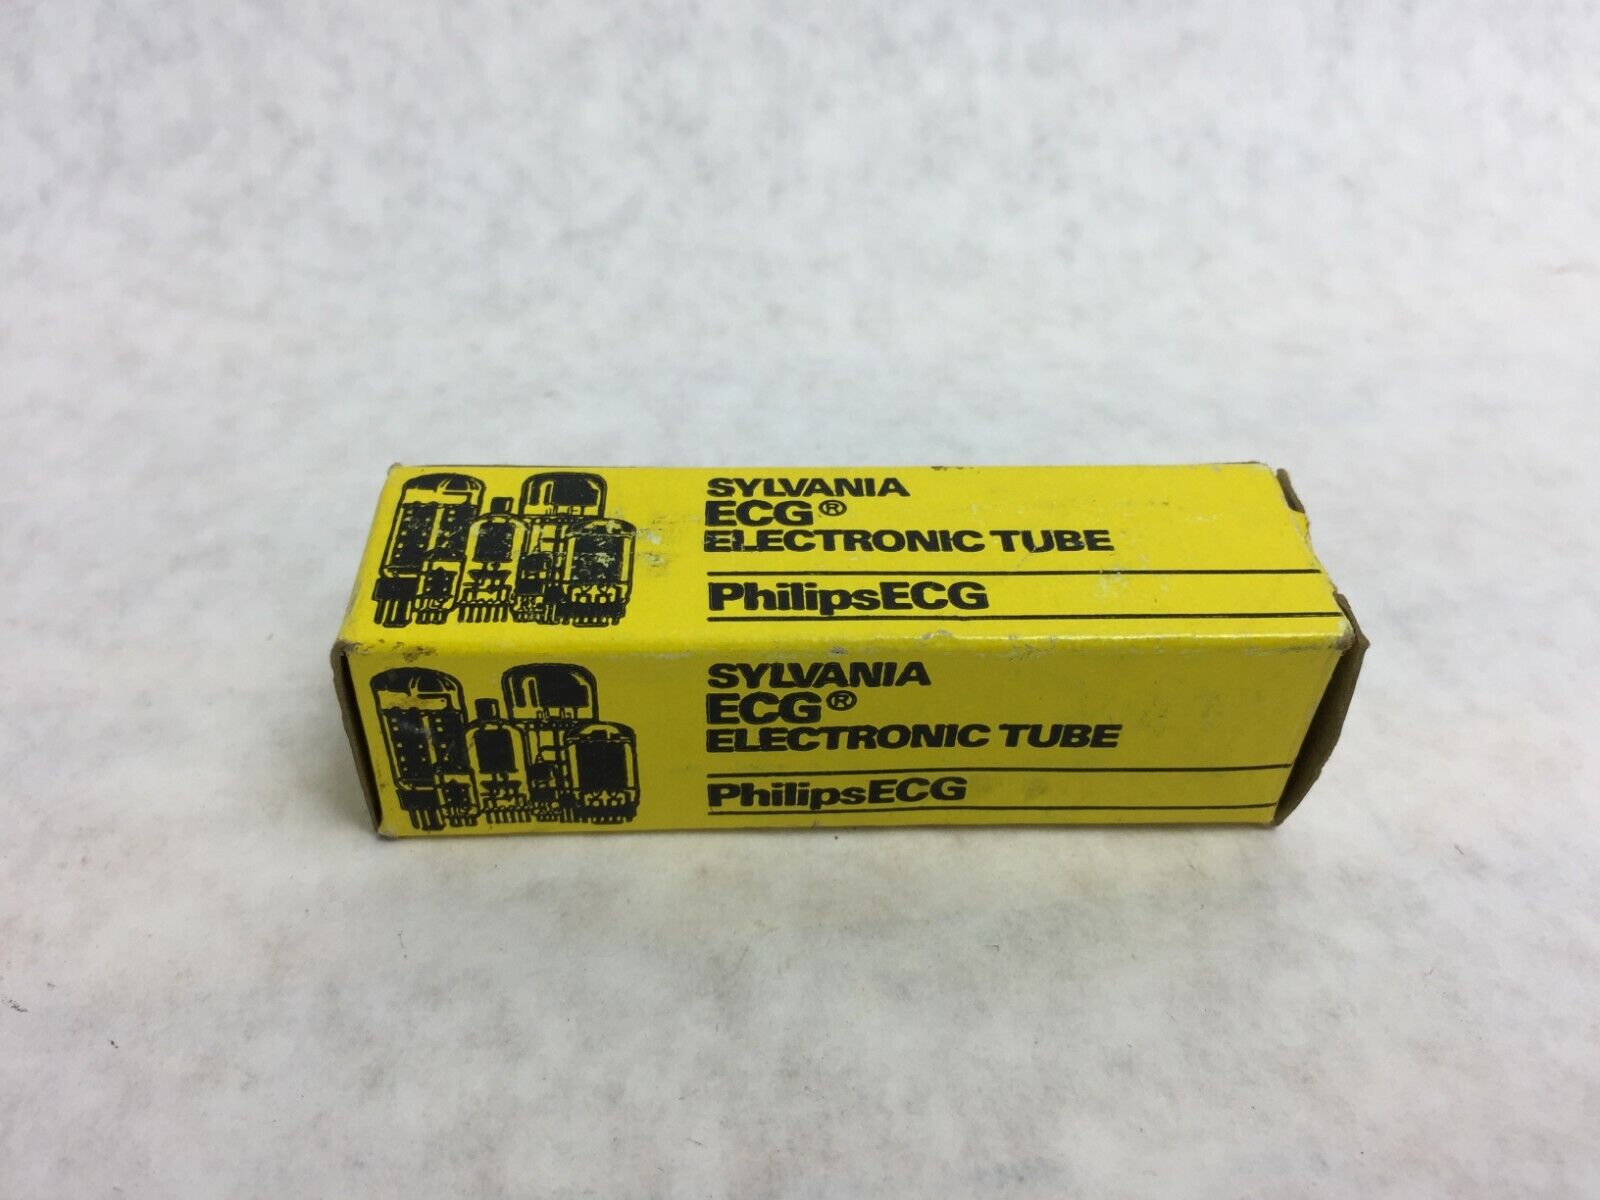 SYLVANIA
ECG®
ELECTRONIC TUBE
PhilipsECG
SYLVANIA
ECG®
ELECTRONIC TUBE
PhilipsECG